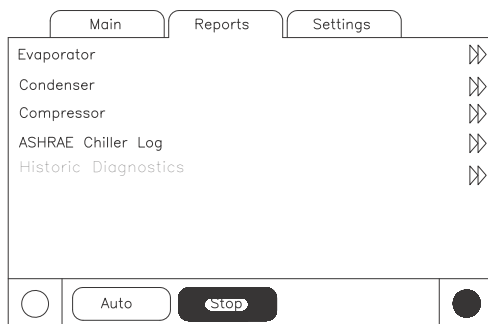 Main Reports Settings
Evaporator
Condenser
Compressor
ASHRAE Chiller Log
Historic Diagnostics
Auto Stop